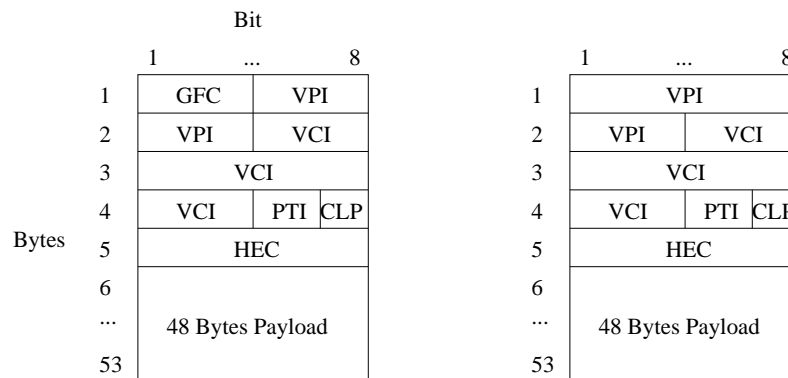 Bit
1 ... 8
1 GFC VPI
2 VPI VCI
3 VCI
4 VCI PTI CLP
Bytes
5 HEC
6
... 48 Bytes Payload
53
1 ... 8
1 VPI
2 VPI VCI
3 VCI
4 VCI PTI CLP
5 HEC
6
... 48 Bytes Payload
53